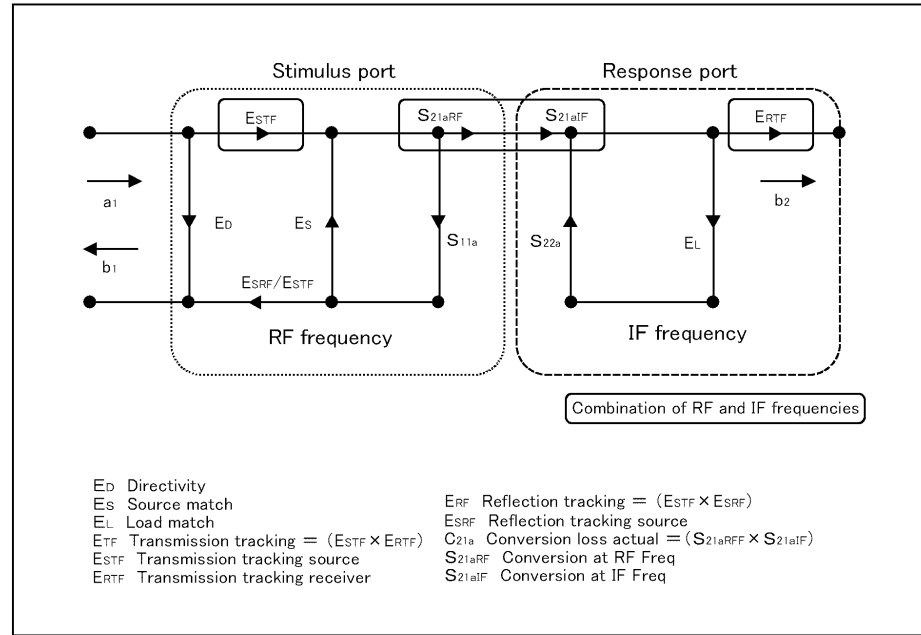 Stimulus port
Response port
ESTF
S21aRF
S21aIF
ERTF
a1
ED
ES
S11a
S22a
EL
b2
b1
ESRF/ESTF
RF frequency
IF frequency
Combination of RF and IF frequencies
ED Directivity
ES Source match
EL Load match
ETF Transmission tracking = (ESTF × ERTF)
ESTF Transmission tracking source
ERTF Transmission tracking receiver
ERF Reflection tracking = (ESTF × ESRF)
ESRF Reflection tracking source
C21a Conversion loss actual = (S21aRFF × S21aIF)
S21aRF Conversion at RF Freq
S21aIF Conversion at IF Freq